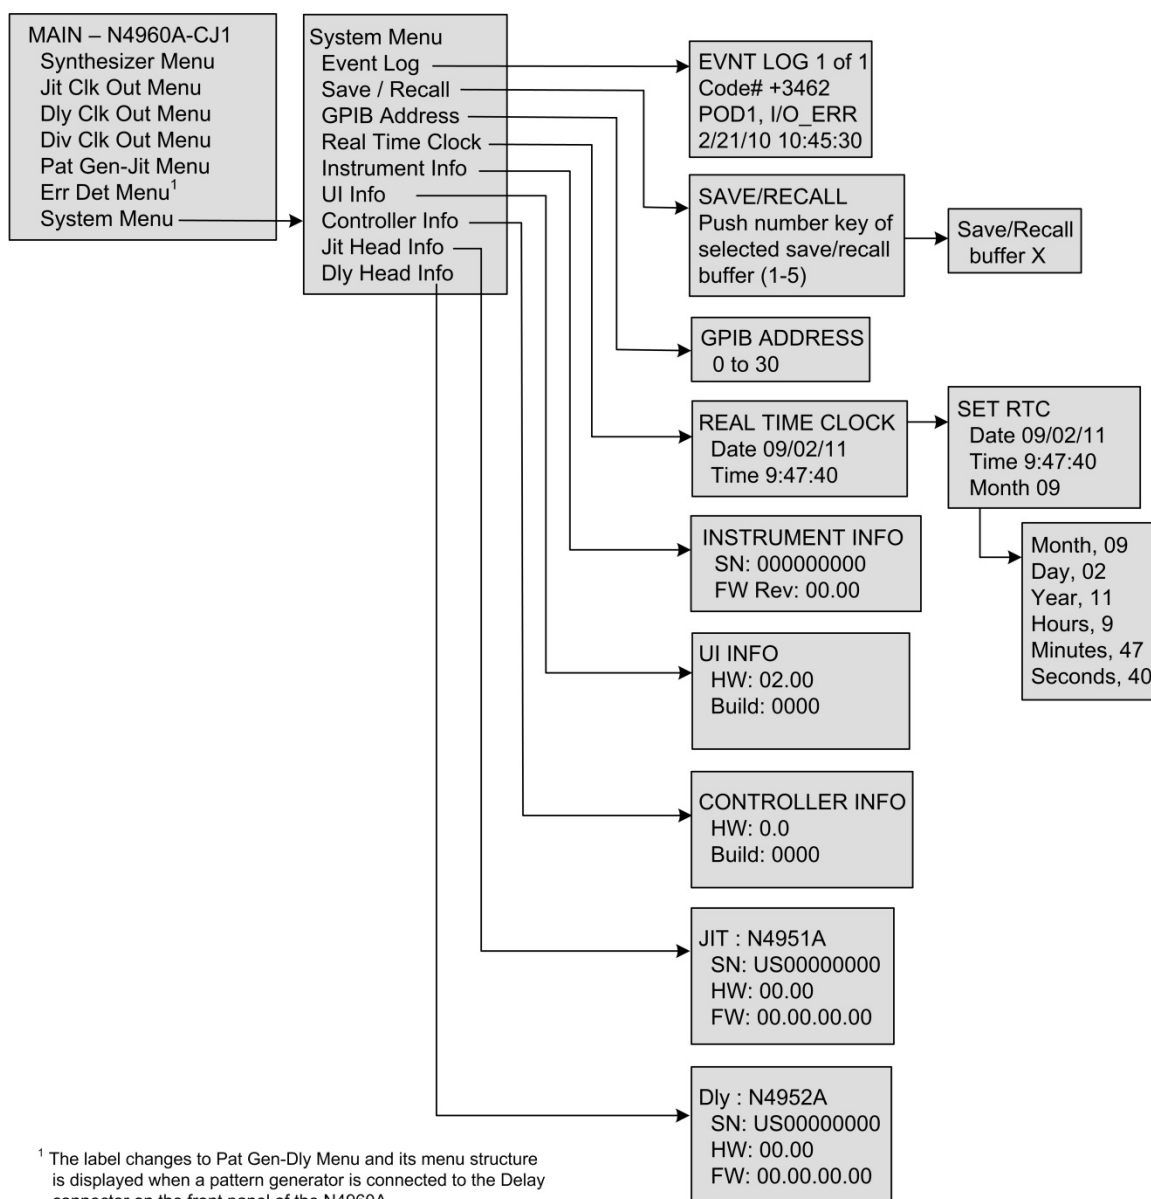 MAIN – N4960A-CJ1
Synthesizer Menu
Jit Clk Out Menu
Dly Clk Out Menu
Div Clk Out Menu
Pat Gen-Jit Menu
Err Det Menu¹
System Menu
System Menu
Event Log
Save / Recall
GPIB Address
Real Time Clock
Instrument Info
UI Info
Controller Info
Jit Head Info
Dly Head Info
EVNT LOG 1 of 1
Code# +3462
POD1, I/O_ERR
2/21/10 10:45:30
SAVE/RECALL
Push number key of
selected save/recall
buffer (1-5)
Save/Recall
buffer X
GPIB ADDRESS
0 to 30
REAL TIME CLOCK
Date 09/02/11
Time 9:47:40
SET RTC
Date 09/02/11
Time 9:47:40
Month 09
Month, 09
Day, 02
Year, 11
Hours, 9
Minutes, 47
Seconds, 40
INSTRUMENT INFO
SN: 000000000
FW Rev: 00.00
UI INFO
HW: 02.00
Build: 0000
CONTROLLER INFO
HW: 0.0
Build: 0000
JIT : N4951A
SN: US00000000
HW: 00.00
FW: 00.00.00.00
Dly : N4952A
SN: US00000000
HW: 00.00
FW: 00.00.00.00
¹ The label changes to Pat Gen-Dly Menu and its menu structure
is displayed when a pattern generator is connected to the Delay
connector on the front panel of the N4960A